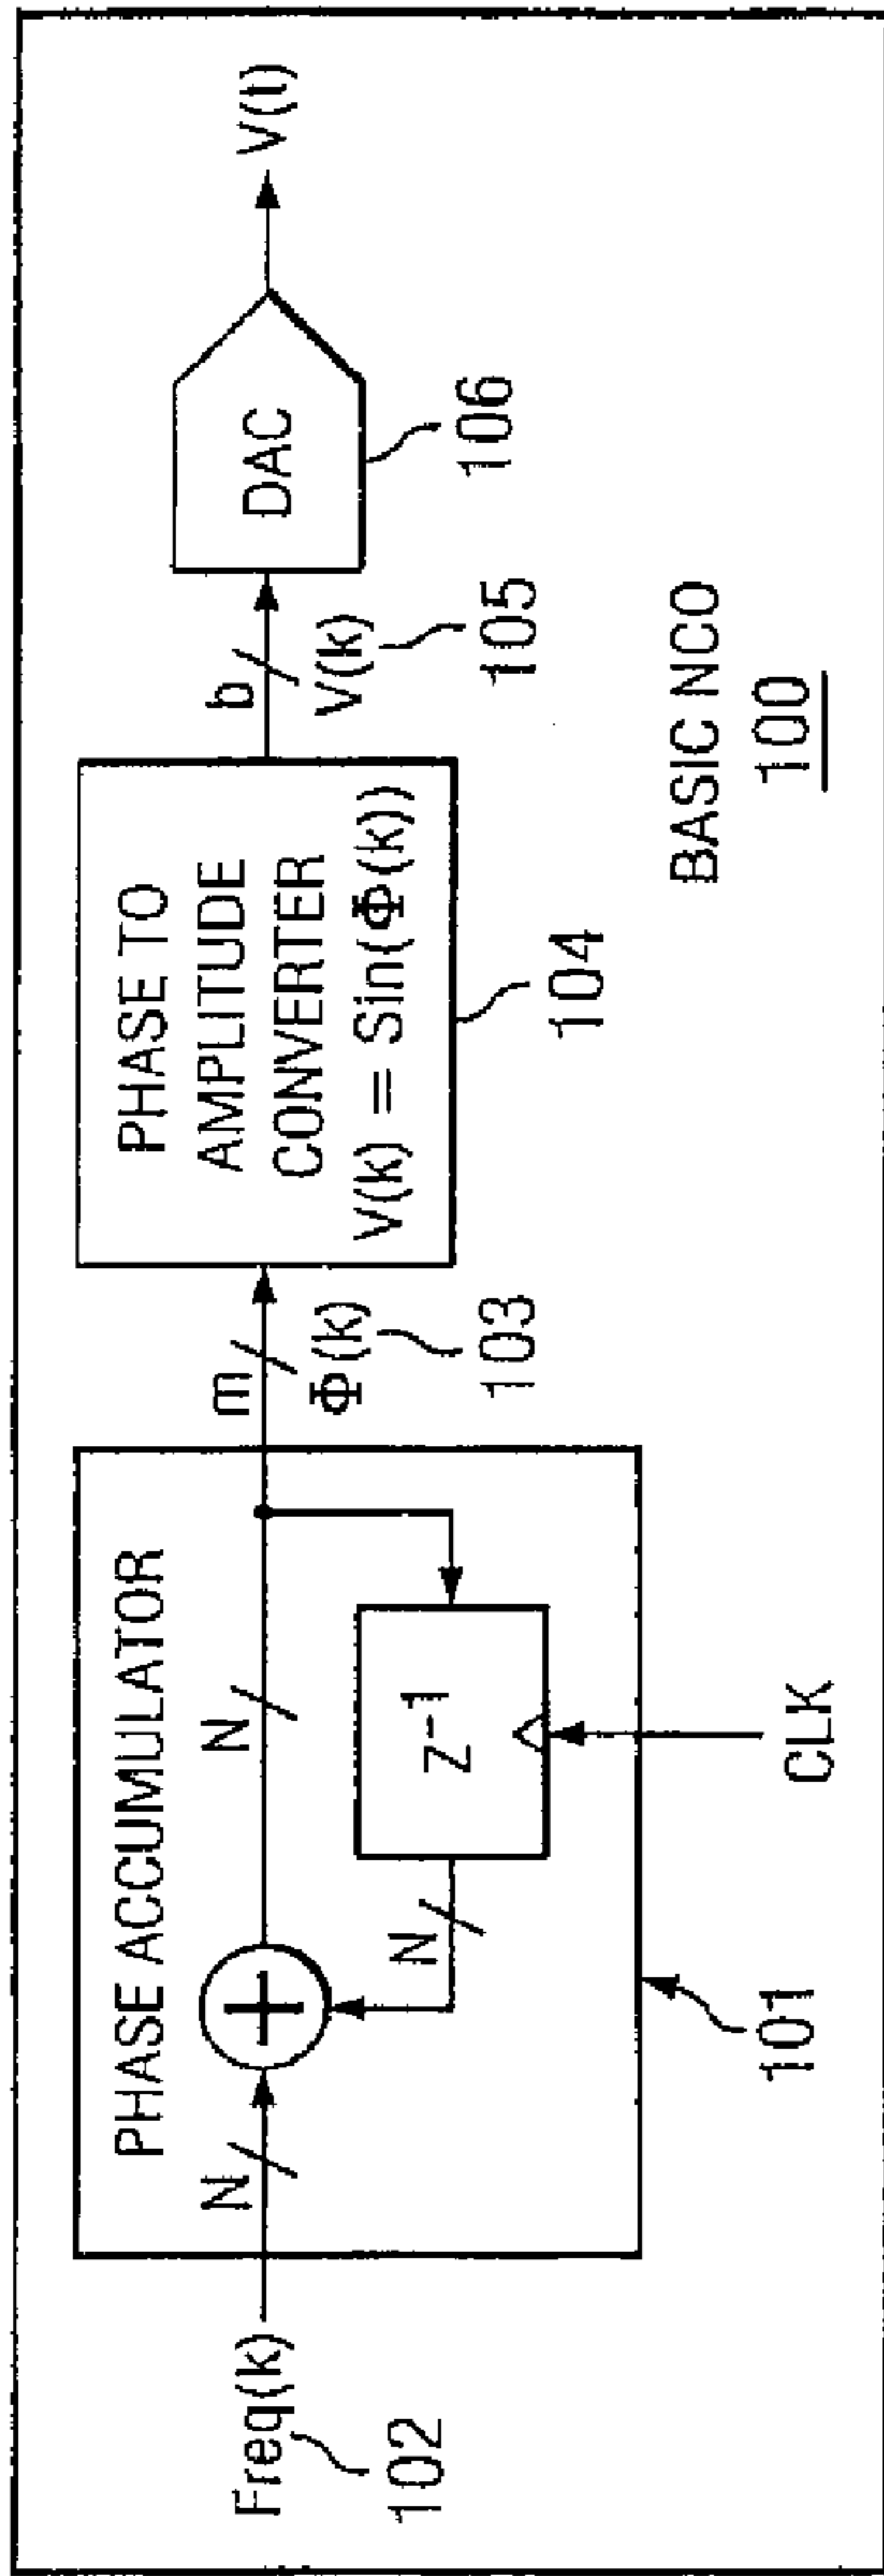 PHASE ACCUMULATOR
Freq(k)
102
N
N
N
Z-1
CLK
101
m
Φ(k)
103
PHASE TO
AMPLITUDE
CONVERTER
V(k) = Sin(Φ(k))
104
b
V(k)
105
DAC
106
V(t)
BASIC NCO
100